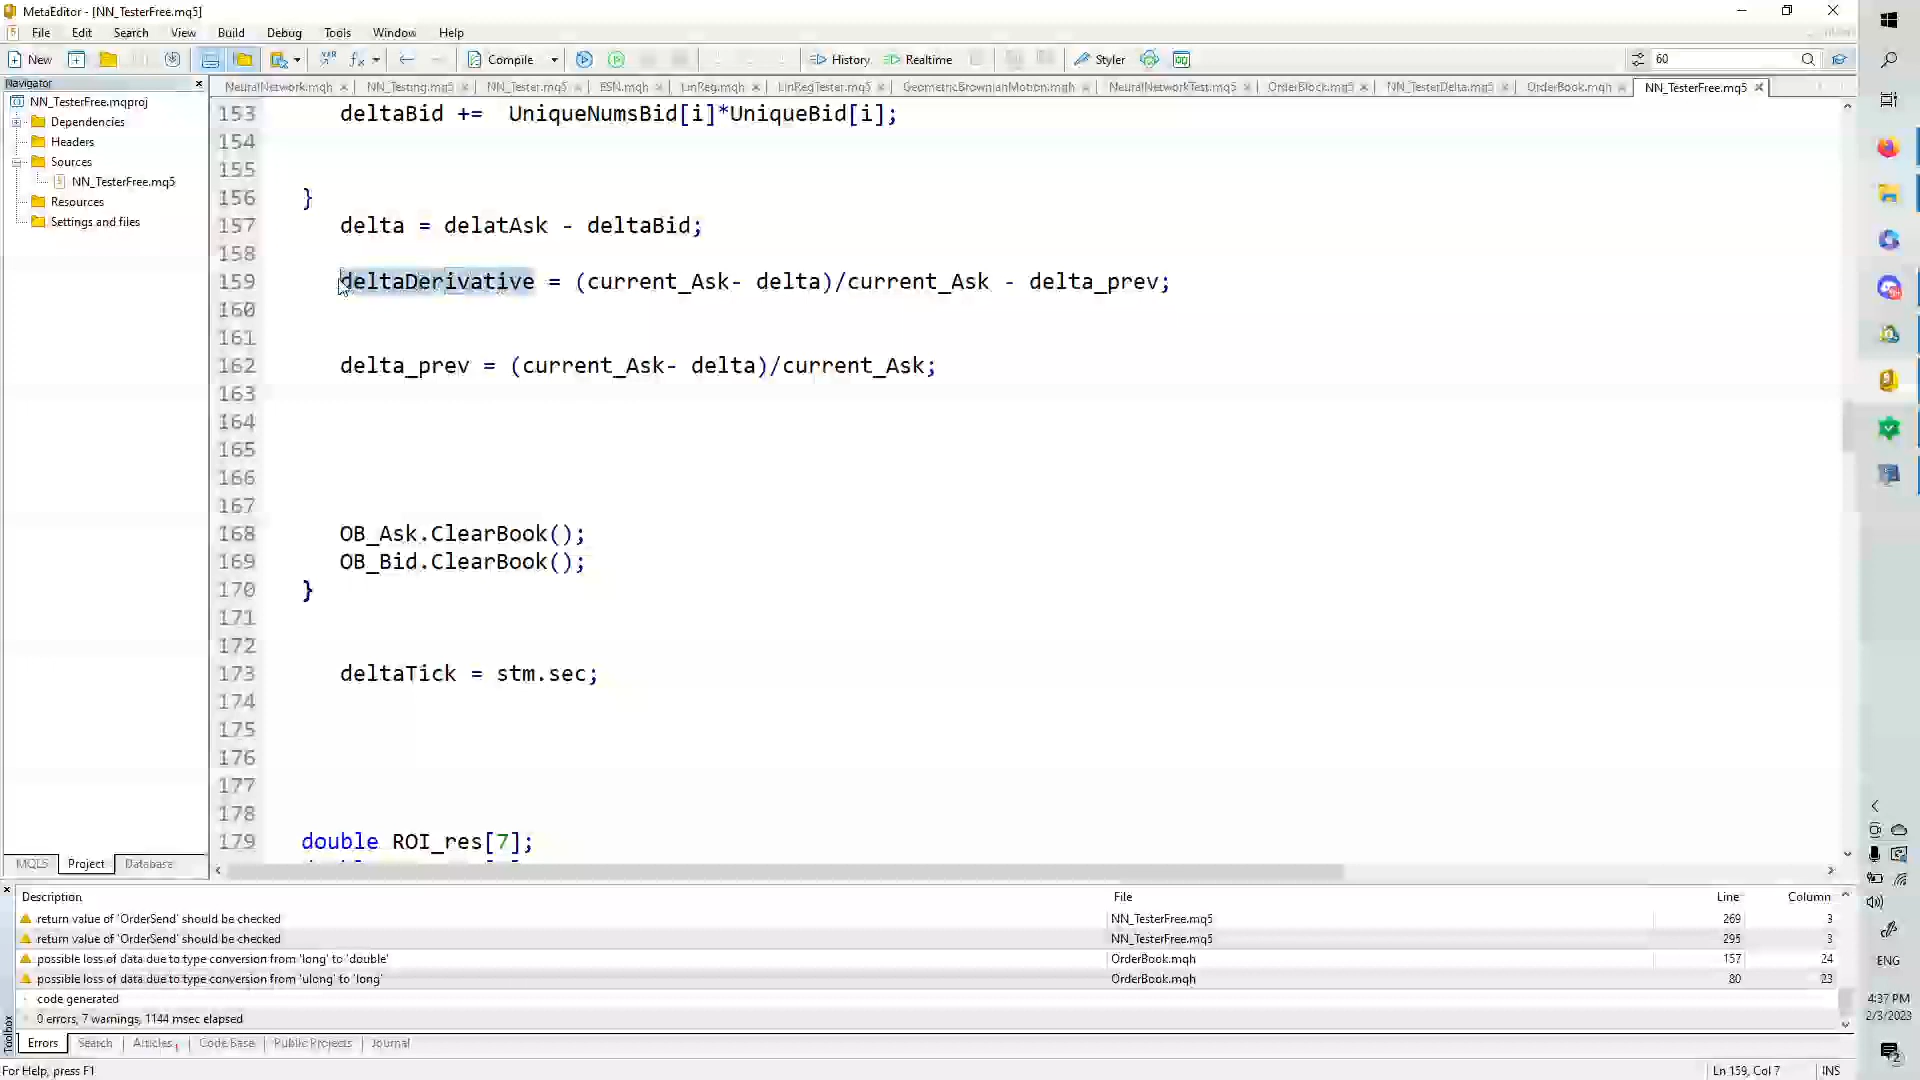 MetaEditor - [NN_TesterFree.mq5]
File Edit Search View Build Debug Tools Window Help
New Compile History Realtime Styler 60
Navigator
NeuralNetwork.mqh NN_Testing.mq5 NN_Tester.mq5 ESN.mqh LinReg.mqh LinRegTester.mq5 GeometricBrownianMotion.mqh NeuralNetworkTest.mq5 OrderBlock.mq5 NN_TesterDelta.mq5 OrderBook.mqh NN_TesterFree.mq5
NN_TesterFree.mqproj
Dependencies
Headers
Sources
NN_TesterFree.mq5
Resources
Settings and files
153 deltaBid += UniqueNumsBid[i]*UniqueBid[i];
154
155
156 }
157 delta = delatAsk - deltaBid;
158
159 deltaDerivative = (current_Ask- delta)/current_Ask - delta_prev;
160
161
162 delta_prev = (current_Ask- delta)/current_Ask;
163
164
165
166
167
168 OB_Ask.ClearBook();
169 OB_Bid.ClearBook();
170 }
171
172
173 deltaTick = stm.sec;
174
175
176
177
178
179 double ROI_res[7];
MQL5 Project Database
Description File Line Column
return value of 'OrderSend' should be checked NN_TesterFree.mq5 269 3
return value of 'OrderSend' should be checked NN_TesterFree.mq5 295 3
possible loss of data due to type conversion from 'long' to 'double' OrderBook.mqh 157 24
possible loss of data due to type conversion from 'ulong' to 'long' OrderBook.mqh 80 23
code generated
0 errors, 7 warnings, 1144 msec elapsed
Toolbox
Errors Search Articles Code Base Public Projects Journal
For Help, press F1 Ln 159, Col 7 INS
ENG
4:37 PM
2/3/2023
2